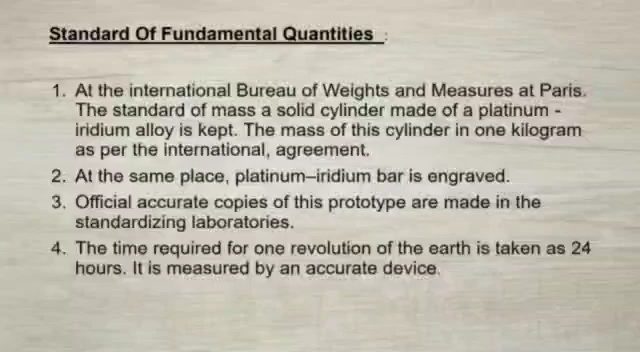 Standard Of Fundamental Quantities :
1. At the international Bureau of Weights and Measures at Paris.
The standard of mass a solid cylinder made of a platinum -
iridium alloy is kept. The mass of this cylinder in one kilogram
as per the international, agreement.
2. At the same place, platinum–iridium bar is engraved.
3. Official accurate copies of this prototype are made in the
standardizing laboratories.
4. The time required for one revolution of the earth is taken as 24
hours. It is measured by an accurate device.